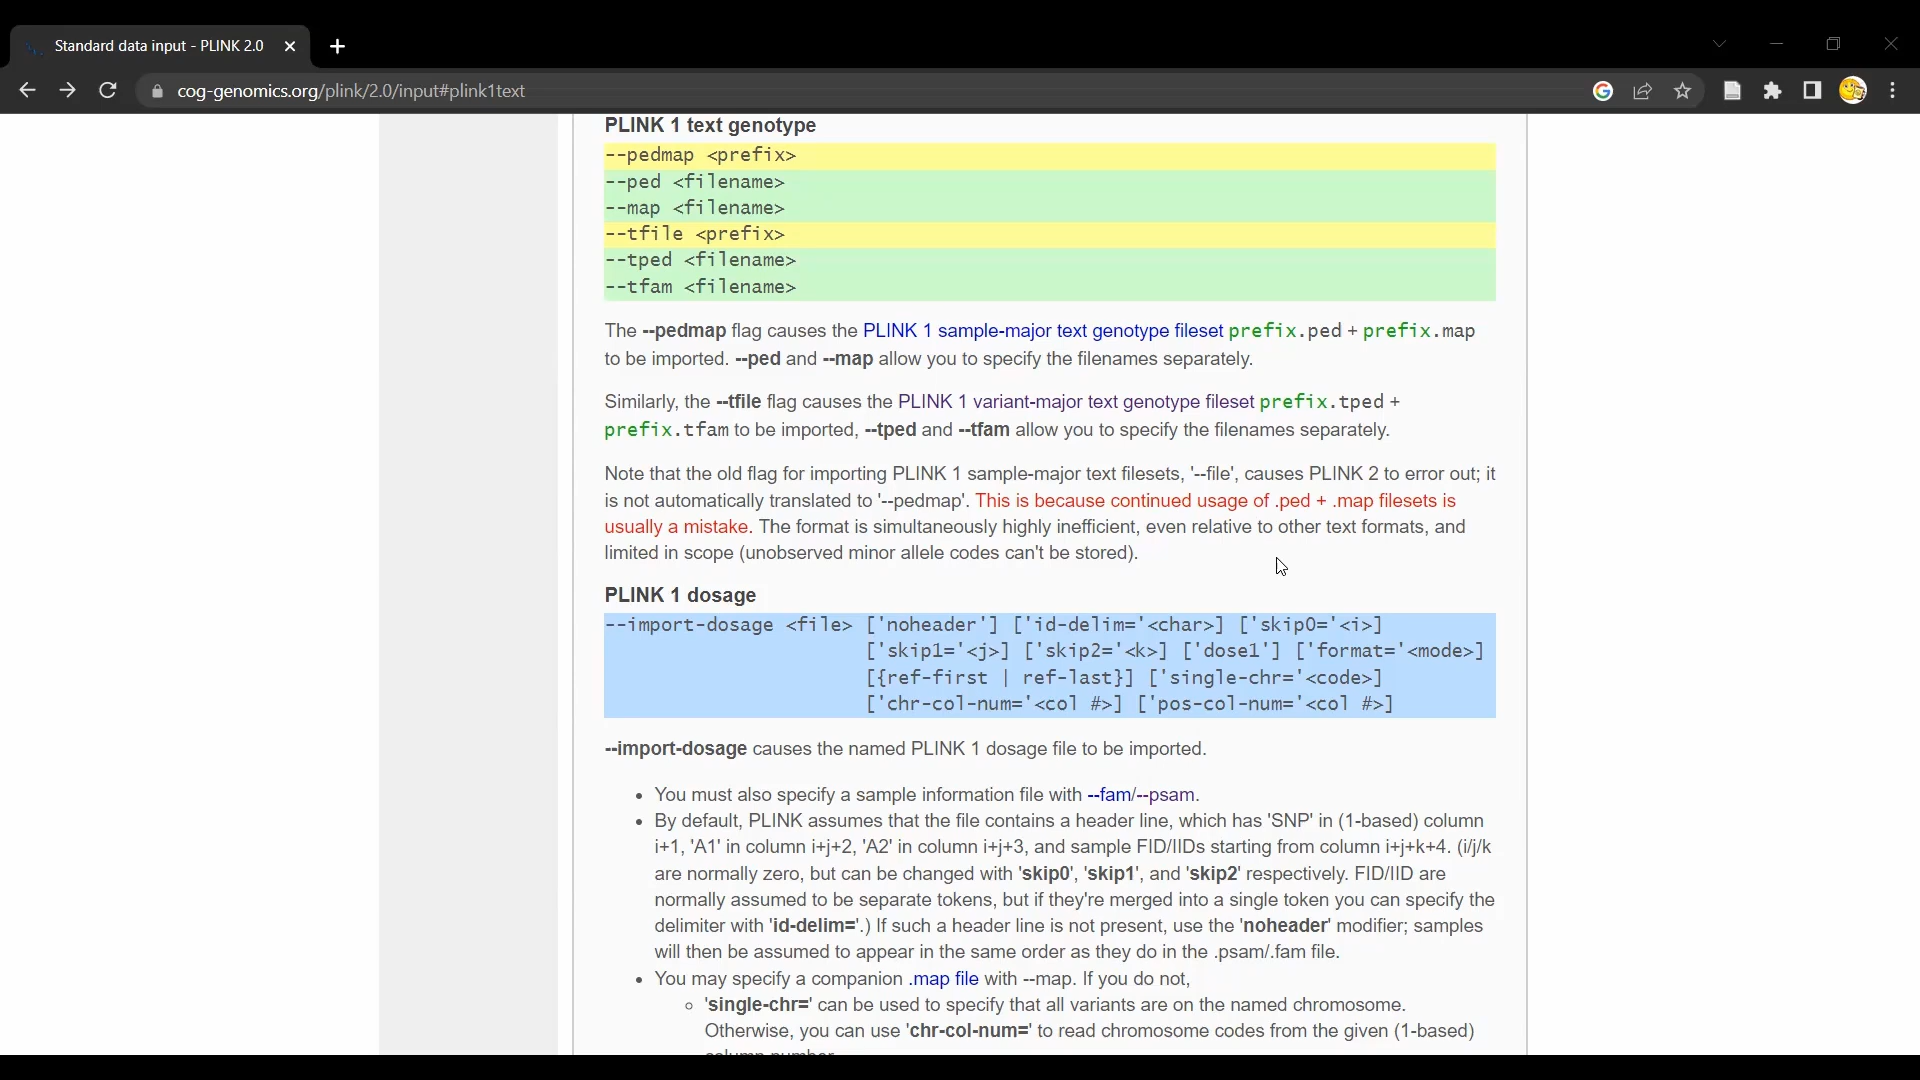 Standard data input - PLINK 2.0
cog-genomics.org/plink/2.0/input#plink1text
PLINK 1 text genotype
--pedmap <prefix>
--ped <filename>
--map <filename>
--tfile <prefix>
--tped <filename>
--tfam <filename>
The --pedmap flag causes the PLINK 1 sample-major text genotype fileset prefix.ped + prefix.map
to be imported. --ped and --map allow you to specify the filenames separately.
Similarly, the --tfile flag causes the PLINK 1 variant-major text genotype fileset prefix.tped +
prefix.tfam to be imported, --tped and --tfam allow you to specify the filenames separately.
Note that the old flag for importing PLINK 1 sample-major text filesets, '--file', causes PLINK 2 to error out; it
is not automatically translated to '--pedmap'. This is because continued usage of .ped + .map filesets is
usually a mistake. The format is simultaneously highly inefficient, even relative to other text formats, and
limited in scope (unobserved minor allele codes can't be stored).
PLINK 1 dosage
--import-dosage <file> ['noheader'] ['id-delim='<char>] ['skip0='<i>]
['skip1='<j>] ['skip2='<k>] ['dose1'] ['format='<mode>]
[{ref-first | ref-last}] ['single-chr='<code>]
['chr-col-num='<col #>] ['pos-col-num='<col #>]
--import-dosage causes the named PLINK 1 dosage file to be imported.
• You must also specify a sample information file with --fam/--psam.
• By default, PLINK assumes that the file contains a header line, which has 'SNP' in (1-based) column
i+1, 'A1' in column i+j+2, 'A2' in column i+j+3, and sample FID/IIDs starting from column i+j+k+4. (i/j/k
are normally zero, but can be changed with 'skip0', 'skip1', and 'skip2' respectively. FID/IID are
normally assumed to be separate tokens, but if they're merged into a single token you can specify the
delimiter with 'id-delim='.) If such a header line is not present, use the 'noheader' modifier; samples
will then be assumed to appear in the same order as they do in the .psam/.fam file.
• You may specify a companion .map file with --map. If you do not,
◦ 'single-chr=' can be used to specify that all variants are on the named chromosome.
Otherwise, you can use 'chr-col-num=' to read chromosome codes from the given (1-based)
column number